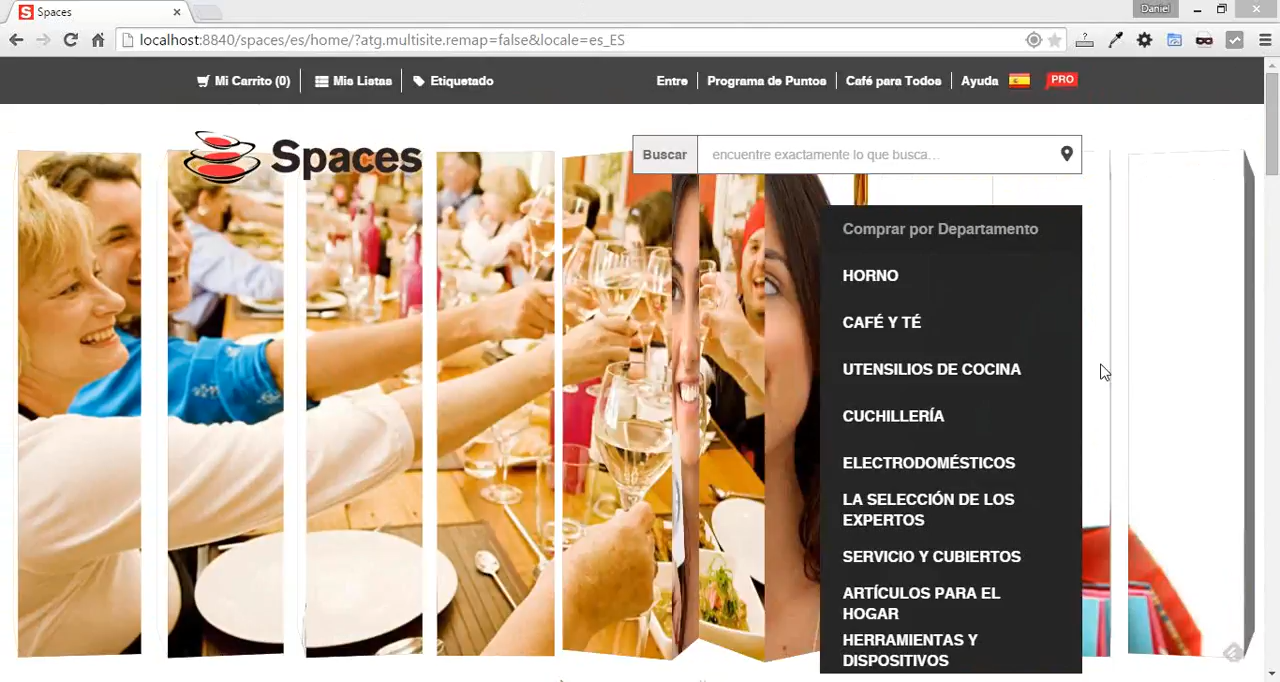 Spaces
Daniel
localhost:8840/spaces/es/home/?atg.multisite.remap=false&locale=es_ES
Mi Carrito (0)
Mis Listas
Etiquetado
Entre
Programa de Puntos
Café para Todos
Ayuda
PRO
Spaces
Buscar
encuentre exactamente lo que busca...
Comprar por Departamento
HORNO
CAFÉ Y TÉ
UTENSILIOS DE COCINA
CUCHILLERÍA
ELECTRODOMÉSTICOS
LA SELECCIÓN DE LOS
EXPERTOS
SERVICIO Y CUBIERTOS
ARTÍCULOS PARA EL
HOGAR
HERRAMIENTAS Y
DISPOSITIVOS